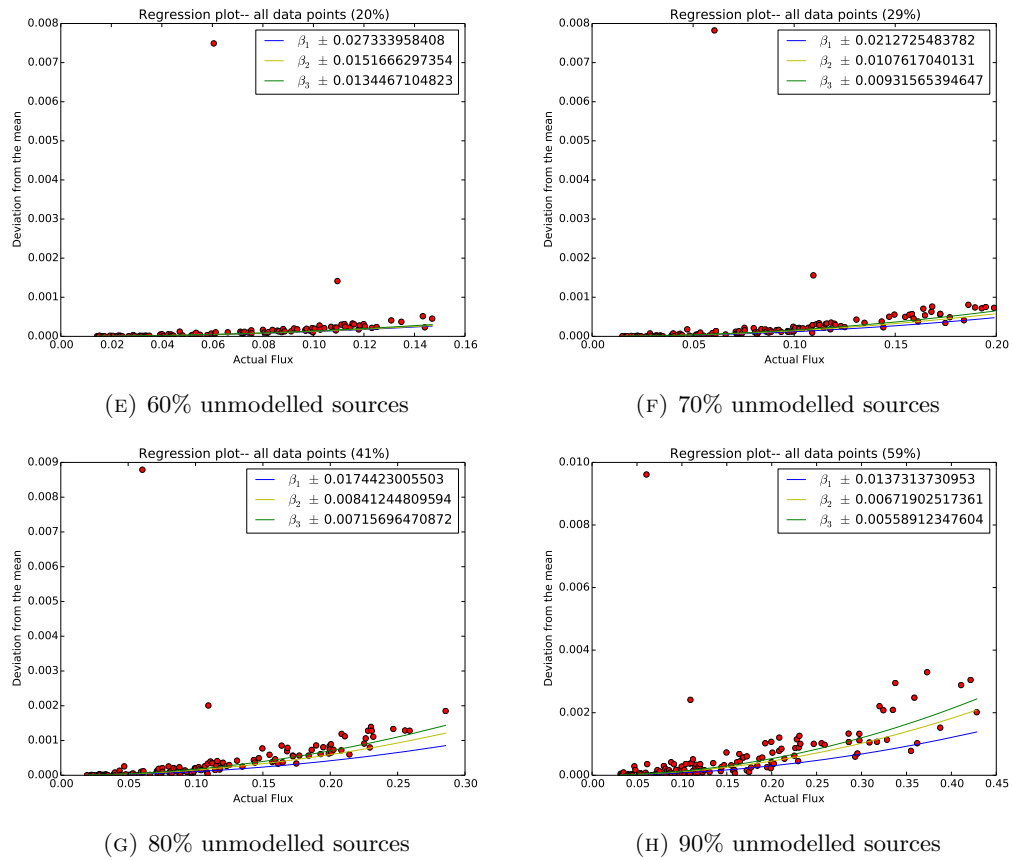 Regression plot-- all data points (20%)
β₁ ± 0.027333958408
β₂ ± 0.0151666297354
β₃ ± 0.0134467104823
0.008
0.007
0.006
0.005
0.004
0.003
0.002
0.001
0.000
Deviation from the mean
0.00 0.02 0.04 0.06 0.08 0.10 0.12 0.14 0.16
Actual Flux
(E) 60% unmodelled sources
Regression plot-- all data points (29%)
β₁ ± 0.0212725483782
β₂ ± 0.0107617040131
β₃ ± 0.00931565394647
0.008
0.007
0.006
0.005
0.004
0.003
0.002
0.001
0.000
Deviation from the mean
0.00 0.05 0.10 0.15 0.20
Actual Flux
(F) 70% unmodelled sources
Regression plot-- all data points (41%)
β₁ ± 0.0174423005503
β₂ ± 0.00841244809594
β₃ ± 0.00715696470872
0.009
0.008
0.007
0.006
0.005
0.004
0.003
0.002
0.001
0.000
Deviation from the mean
0.00 0.05 0.10 0.15 0.20 0.25 0.30
Actual Flux
(G) 80% unmodelled sources
Regression plot-- all data points (59%)
β₁ ± 0.0137313730953
β₂ ± 0.00671902517361
β₃ ± 0.00558912347604
0.010
0.008
0.006
0.004
0.002
0.000
Deviation from the mean
0.00 0.05 0.10 0.15 0.20 0.25 0.30 0.35 0.40 0.45
Actual Flux
(H) 90% unmodelled sources